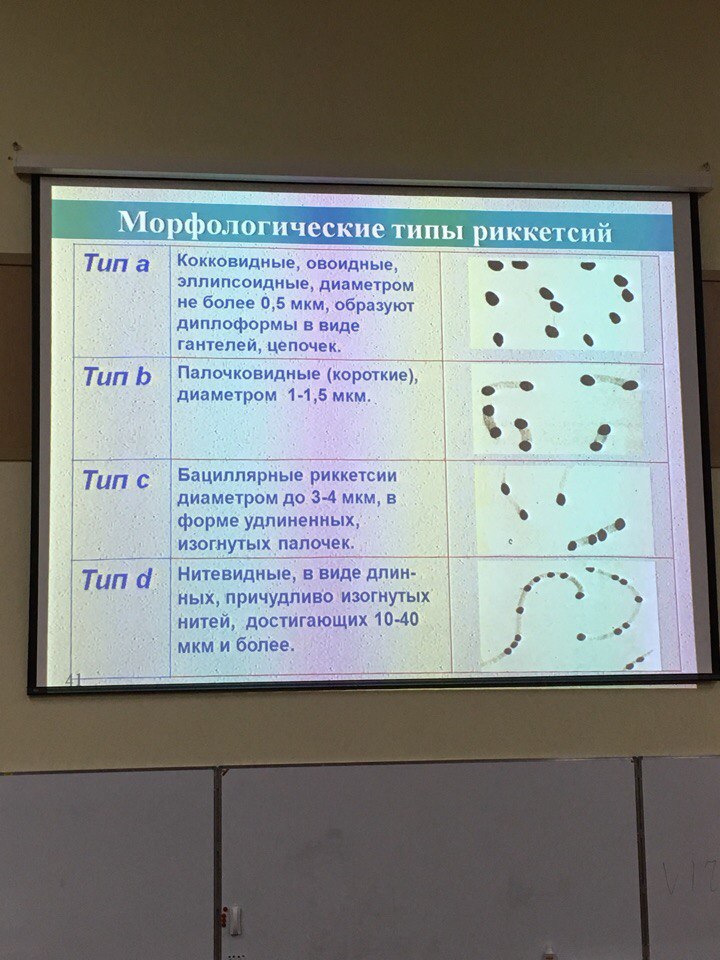 Морфологические типы риккетсий
Тип a
Кокковидные, овоидные,
эллипсоидные, диаметром
не более 0,5 мкм, образуют
диплоформы в виде
гантелей, цепочек.
Тип b
Палочковидные (короткие),
диаметром 1-1,5 мкм.
Тип c
Бациллярные риккетсии
диаметром до 3-4 мкм, в
форме удлиненных,
изогнутых палочек.
Тип d
Нитевидные, в виде длин-
ных, причудливо изогнутых
нитей, достигающих 10-40
мкм и более.
41